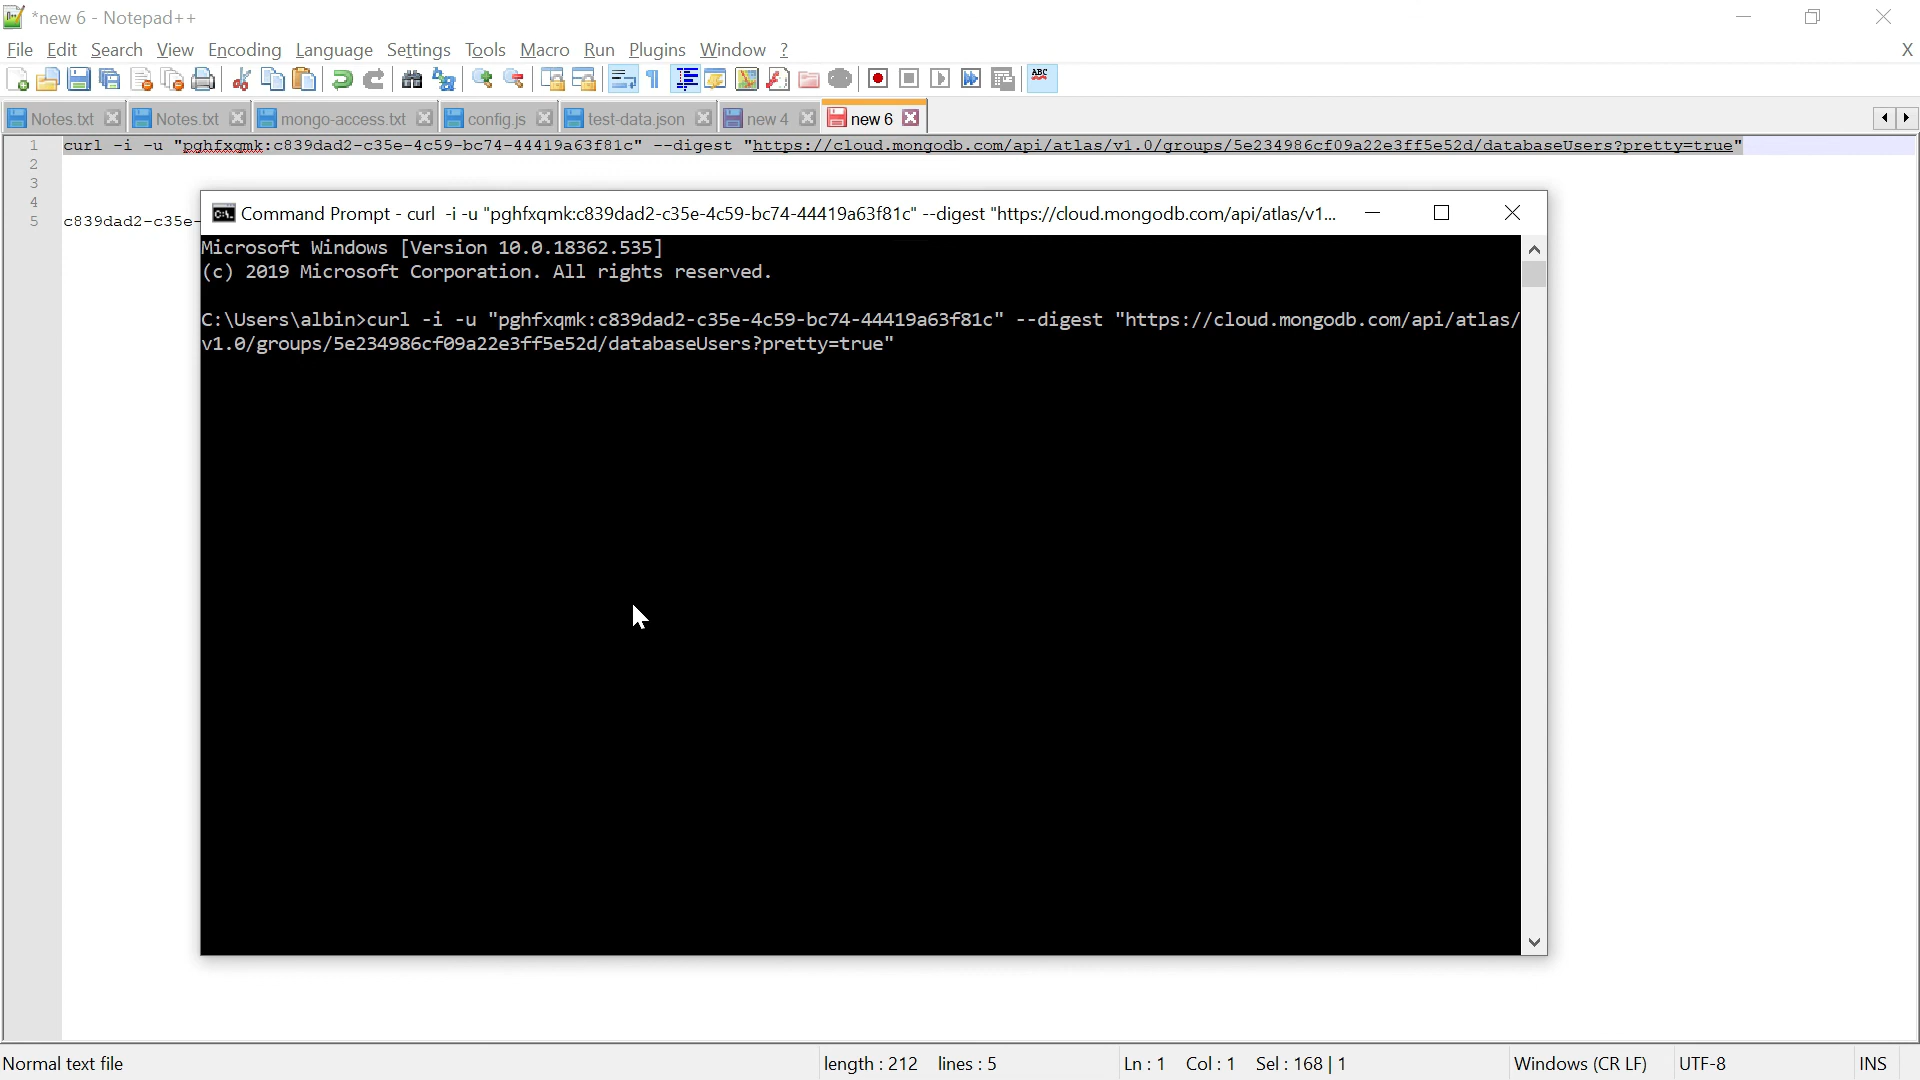 *new 6 - Notepad++
File Edit Search View Encoding Language Settings Tools Macro Run Plugins Window ? X
ABC
Notes.txt Notes.txt mongo-access.txt config.js test-data.json new 4 new 6
1 curl -i -u "pghfxqmk:c839dad2-c35e-4c59-bc74-44419a63f81c" --digest "https://cloud.mongodb.com/api/atlas/v1.0/groups/5e234986cf09a22e3ff5e52d/databaseUsers?pretty=true"
2
3
4
5 c839dad2-c35e-
C:\. Command Prompt - curl -i -u "pghfxqmk:c839dad2-c35e-4c59-bc74-44419a63f81c" --digest "https://cloud.mongodb.com/api/atlas/v1...
Microsoft Windows [Version 10.0.18362.535]
(c) 2019 Microsoft Corporation. All rights reserved.
C:\Users\albin>curl -i -u "pghfxqmk:c839dad2-c35e-4c59-bc74-44419a63f81c" --digest "https://cloud.mongodb.com/api/atlas/
v1.0/groups/5e234986cf09a22e3ff5e52d/databaseUsers?pretty=true"
Normal text file length : 212 lines : 5 Ln : 1 Col : 1 Sel : 168 | 1 Windows (CR LF) UTF-8 INS